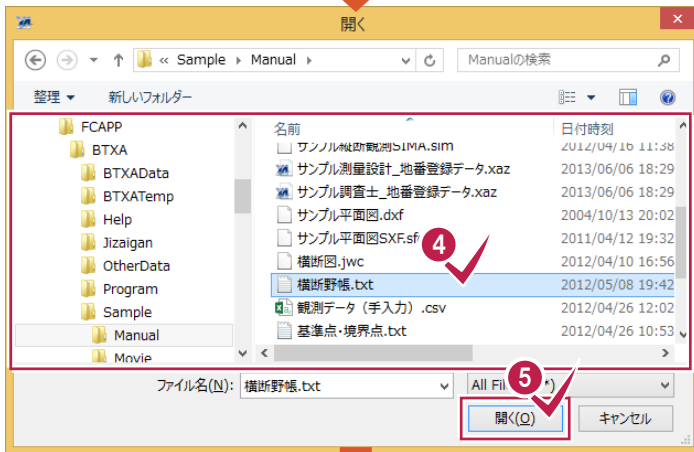 開く
« Sample ▸ Manual ▸
Manualの検索
整理 ▼ 新しいフォルダー
FCAPP
BTXA
BTXAData
BTXATemp
Help
Jizaigan
OtherData
Program
Sample
Manual
Movie
名前 日付時刻
サンプル縦断観測SIMA.sim 2012/04/16 11:38
サンプル測量設計_地番登録データ.xaz 2013/06/06 18:29
サンプル調査士_地番登録データ.xaz 2013/06/06 18:29
サンプル平面図.dxf 2004/10/13 20:02
サンプル平面図SXF.sf 2011/04/12 19:32
横断図.jwc 2012/04/10 16:56
横断野帳.txt 2012/05/08 19:42
観測データ(手入力).csv 2012/04/26 12:02
基準点・境界点.txt 2012/04/26 10:53
4
ファイル名(N): 横断野帳.txt
All Fi *)
5
開く(O) キャンセル